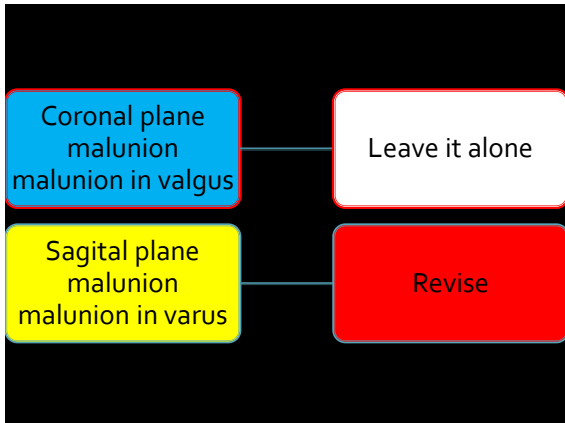 Coronal plane
malunion
malunion in valgus
Leave it alone
Sagital plane
malunion
malunion in varus
Revise